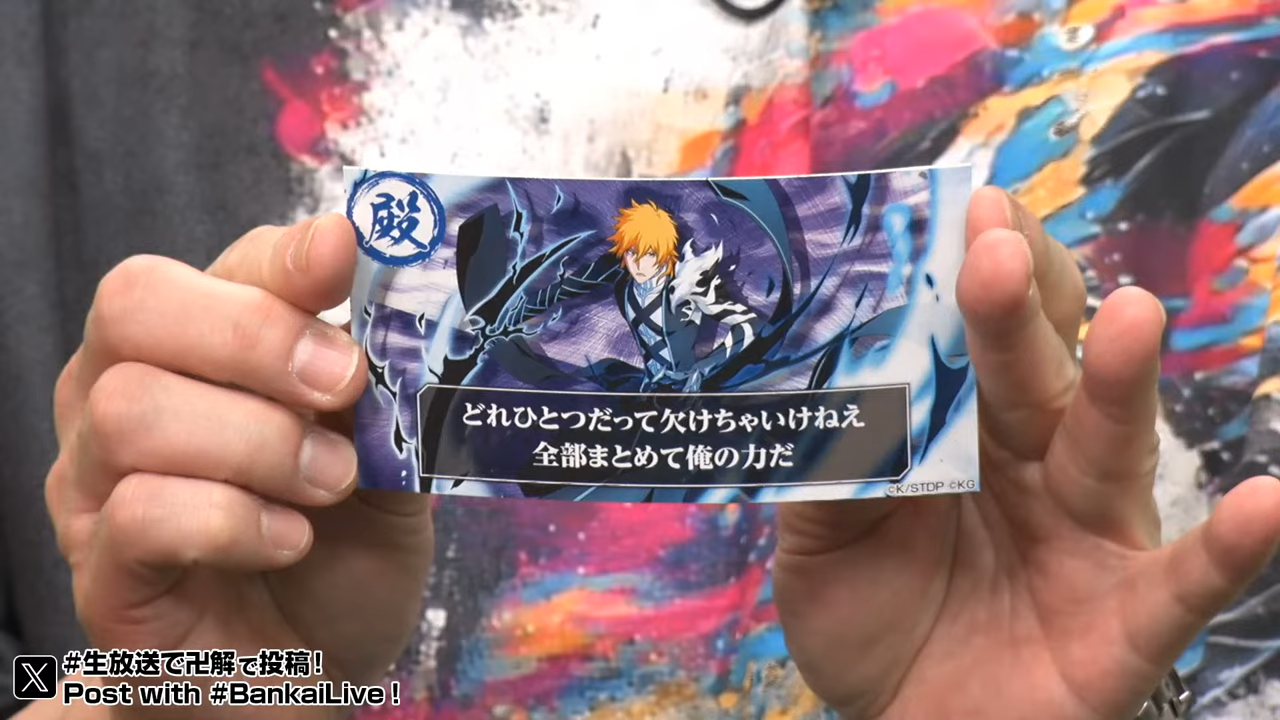 殿
どれひとつだって欠けちゃいけねえ
全部まとめて俺の力だ
©K/STDP ©KG
X #生放送で卍解で投稿!
Post with #BankaiLive!